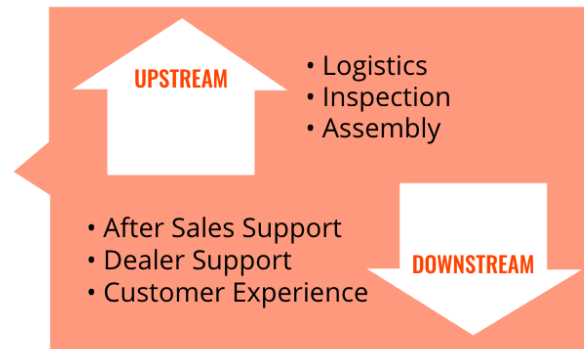 UPSTREAM
• Logistics
• Inspection
• Assembly
• After Sales Support
• Dealer Support
• Customer Experience
DOWNSTREAM